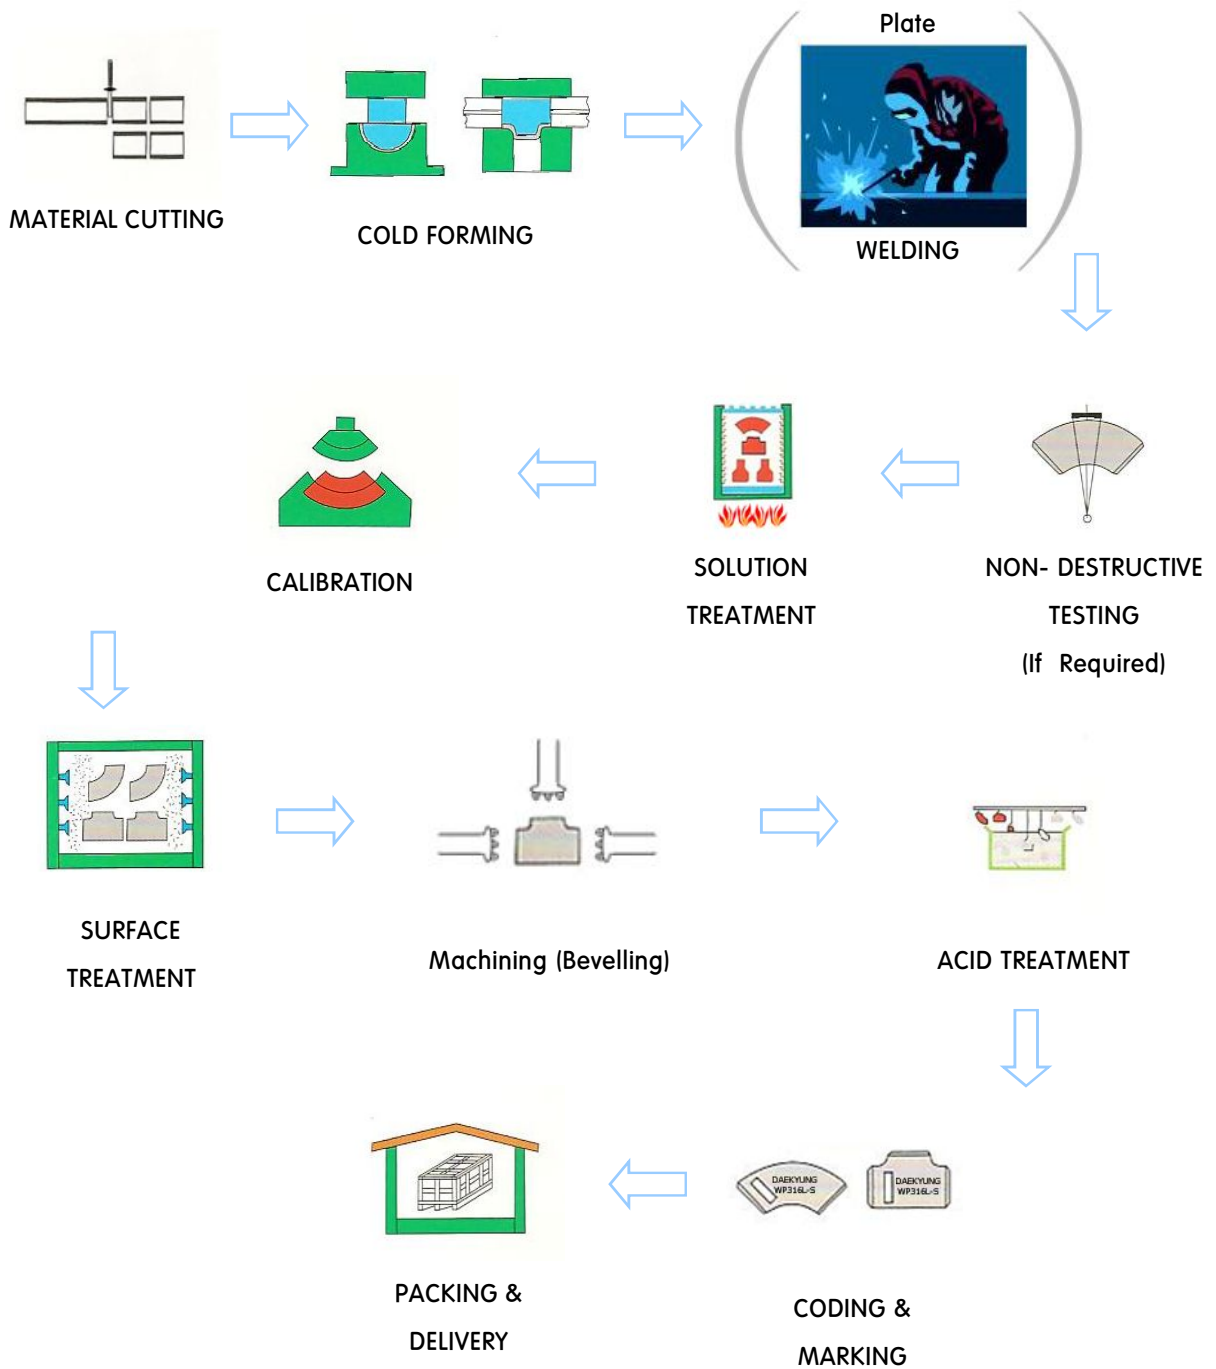 Plate
MATERIAL CUTTING
COLD FORMING
WELDING
NON- DESTRUCTIVE
TESTING
(If Required)
SOLUTION
TREATMENT
CALIBRATION
SURFACE
TREATMENT
Machining (Bevelling)
ACID TREATMENT
DAEKYUNG
WP316L-S
DAEKYUNG
WP316L-S
CODING &
MARKING
PACKING &
DELIVERY